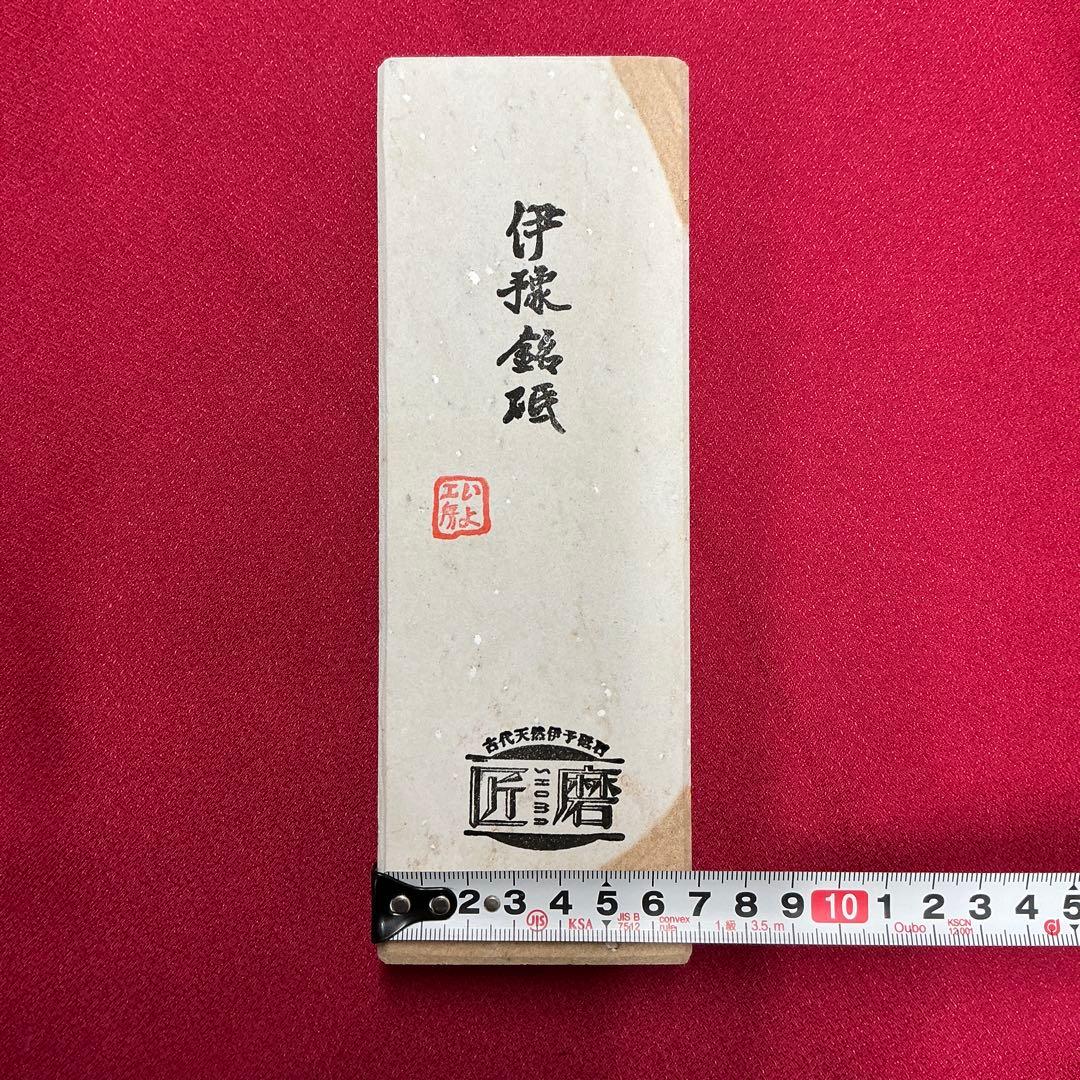 伊豫銘砥
いよ
工房
古代天然伊予砥石
匠磨
SHOMA
2 3 4 5 6 7 8 9 10 1 2 3 4 5
JIS KSA JIS B 7512 convex rule 1級 3.5m Oubo KSCN